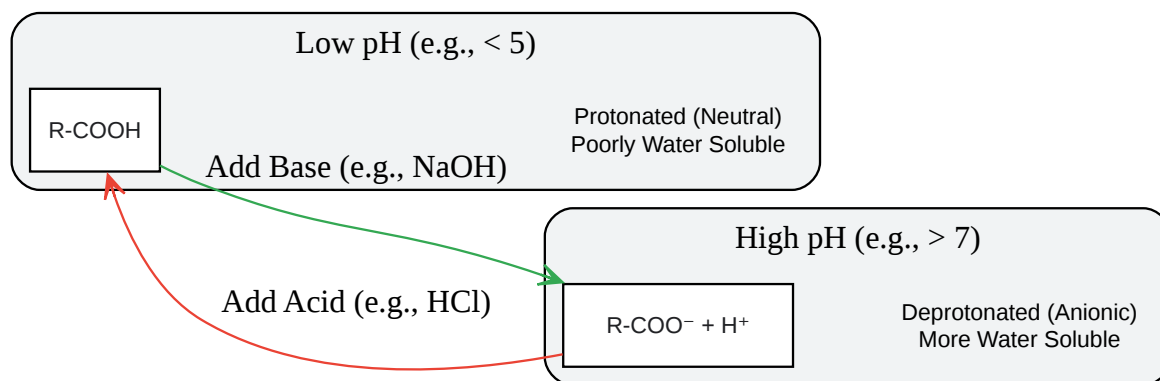 Low pH (e.g., < 5)
R-COOH
Protonated (Neutral)
Poorly Water Soluble
Add Base (e.g., NaOH)
High pH (e.g., > 7)
Add Acid (e.g., HCl)
R-COO⁻ + H⁺
Deprotonated (Anionic)
More Water Soluble